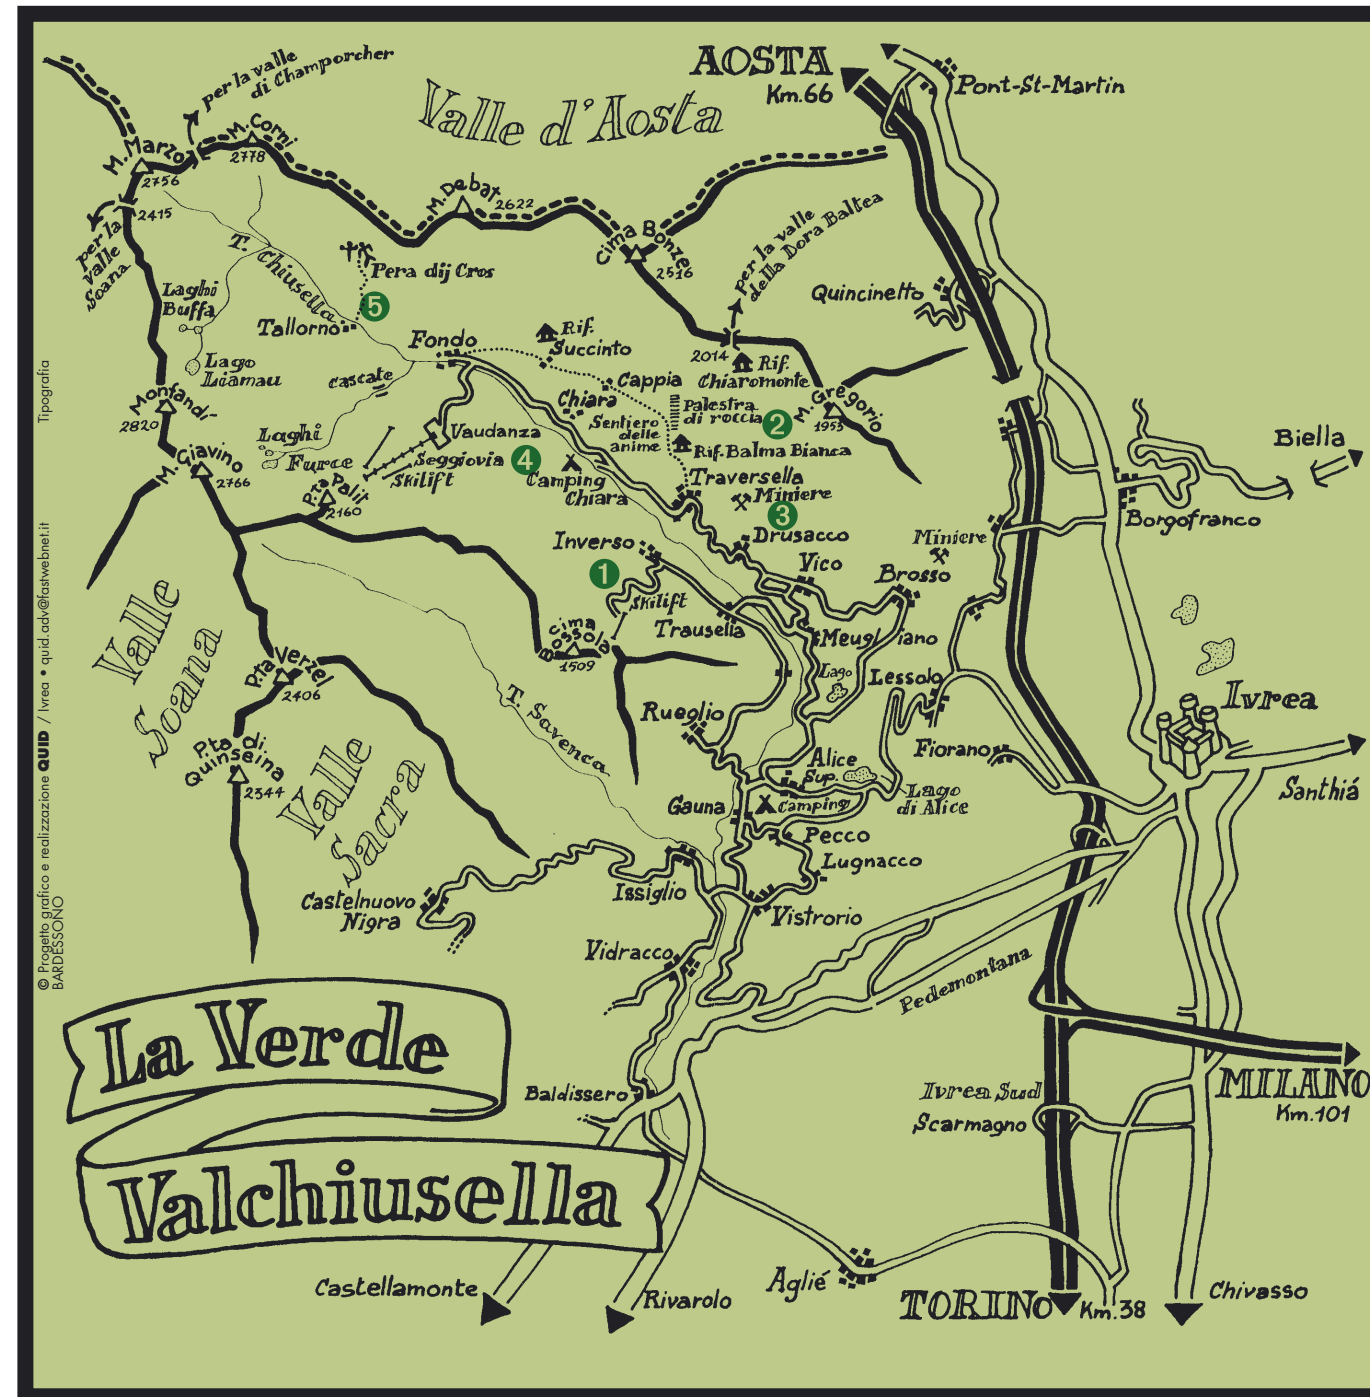 AOSTA
Km.66
Pont-St-Martin
per la valle
di Champorcher
Valle d'Aosta
M. Marzo
2756
M. Corni
2778
2415
per la
valle
Soana
M. Debat
2622
Cima Bonze
2516
per la valle
della Dora Baltea
Quincinetto
T. Chiusella
Pera dij Cros
5
Laghi
Buffa
Tallorno
Fondo
Rif.
Succinto
2014
Rif.
Chiaromonte
Lago
Liamau
Cascate
Cappia
Chiara
Palestra
di roccia
2
M. Gregorio
1953
Monfandí
2820
Sentiero
delle
anime
Vaudanza
Laghi
Furce
Seggiovia
4
Skilift
Camping
Chiara
Rif. Balma Bianca
Biella
M. Giavino
2766
P.ta Palit
2160
Traversella
Miniere
3
Borgofranco
Drusacco
Miniere
Inverso
1
Vico
Brosso
Skilift
Trausella
Meugliano
Cima
Bossola
1509
Lago
Lessolo
Valle
Soana
P.ta Verzel
2406
T. Savenca
Rueglio
Ivrea
P.ta di
Quinseina
2344
Valle
Sacra
Alice
Sup.
Fiorano
Lago
di Alice
Santhiá
Gauna
Camping
Pecco
Lugnacco
Castelnuovo
Nigra
Issiglio
Vistrorio
Vidracco
Pedemontana
La Verde
Valchiusella
Baldissero
Ivrea Sud
Scarmagno
MILANO
Km.101
Castellamonte
Rivarolo
Aglié
TORINO
Km.38
Chivasso
© Progetto grafico e realizzazione QUID / Ivrea • quid.adv@fastwebnet.it
Tipografia
BARDESSONO